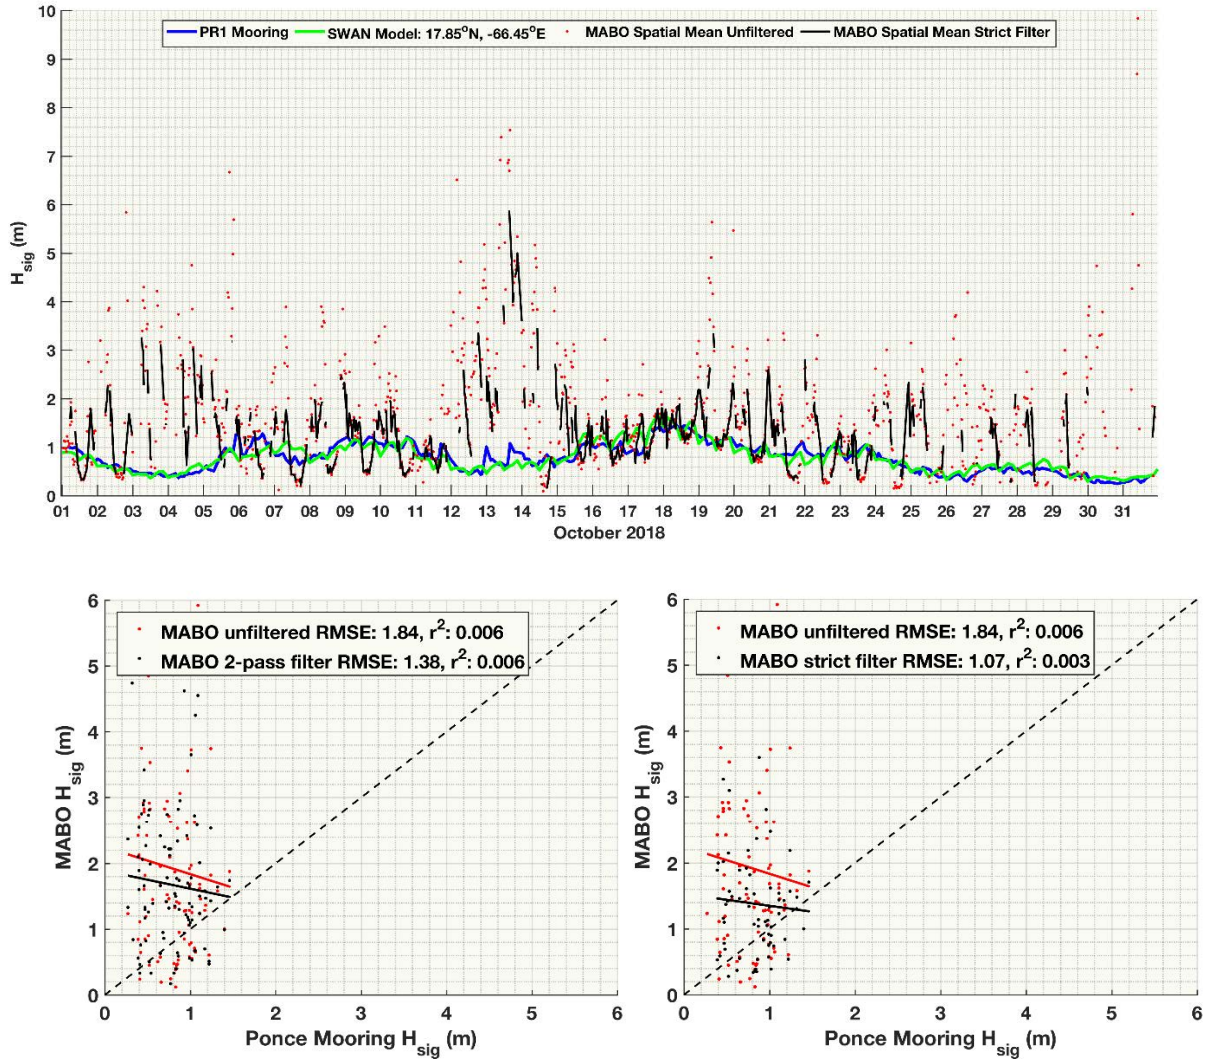 PR1 Mooring SWAN Model: 17.85°N, -66.45°E MABO Spatial Mean Unfiltered MABO Spatial Mean Strict Filter
10
9
8
7
6
5
4
3
2
1
0
H_sig (m)
01 02 03 04 05 06 07 08 09 10 11 12 13 14 15 16 17 18 19 20 21 22 23 24 25 26 27 28 29 30 31
October 2018
MABO unfiltered RMSE: 1.84, r²: 0.006
MABO 2-pass filter RMSE: 1.38, r²: 0.006
6
5
4
3
2
1
0
MABO H_sig (m)
0 1 2 3 4 5 6
Ponce Mooring H_sig (m)
MABO unfiltered RMSE: 1.84, r²: 0.006
MABO strict filter RMSE: 1.07, r²: 0.003
6
5
4
3
2
1
0
MABO H_sig (m)
0 1 2 3 4 5 6
Ponce Mooring H_sig (m)